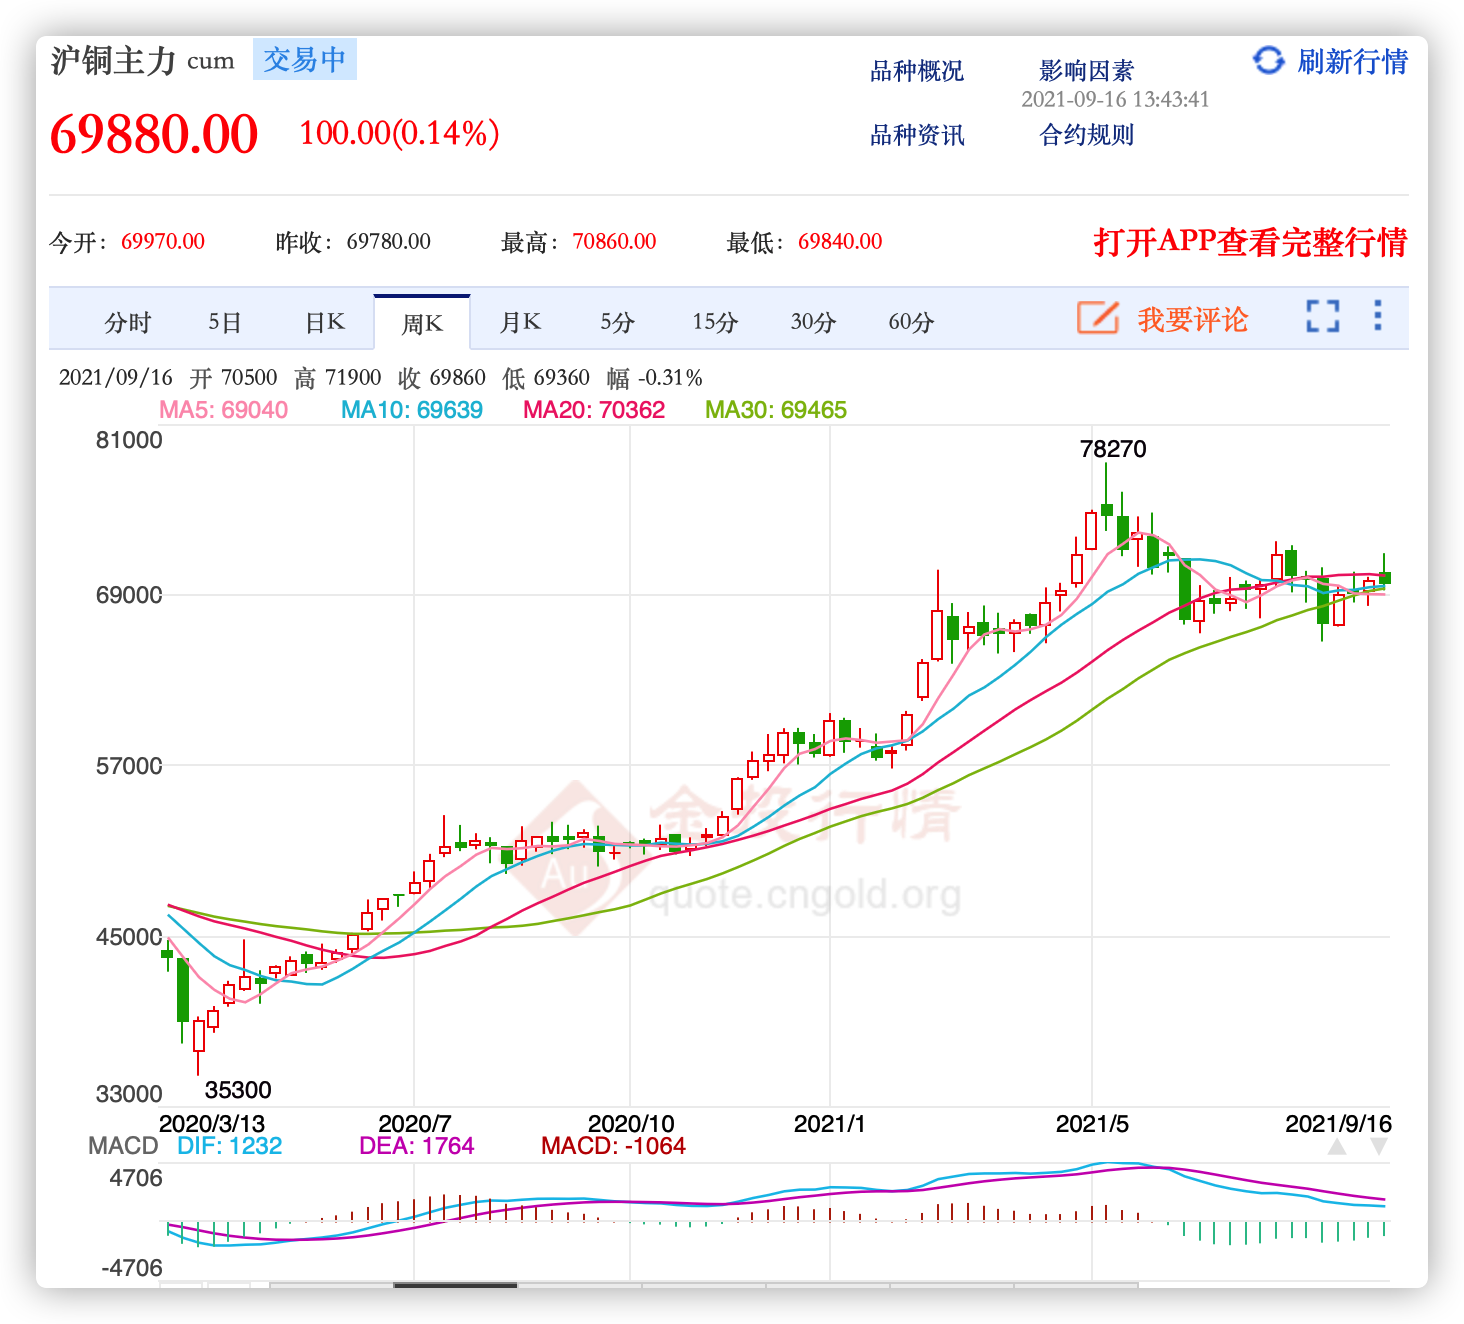 沪铜主力 cum 交易中
品种概况 影响因素 刷新行情
2021-09-16 13:43:41
69880.00 100.00(0.14%)
品种资讯 合约规则
今开: 69970.00 昨收: 69780.00 最高: 70860.00 最低: 69840.00 打开APP查看完整行情
分时 5日 日K 周K 月K 5分 15分 30分 60分 我要评论
2021/09/16 开 70500 高 71900 收 69860 低 69360 幅 -0.31%
MA5: 69040 MA10: 69639 MA20: 70362 MA30: 69465
81000
78270
69000
57000
金投行情
Au quote.cngold.org
45000
35300
33000
2020/3/13 2020/7 2020/10 2021/1 2021/5 2021/9/16
MACD DIF: 1232 DEA: 1764 MACD: -1064
4706
-4706